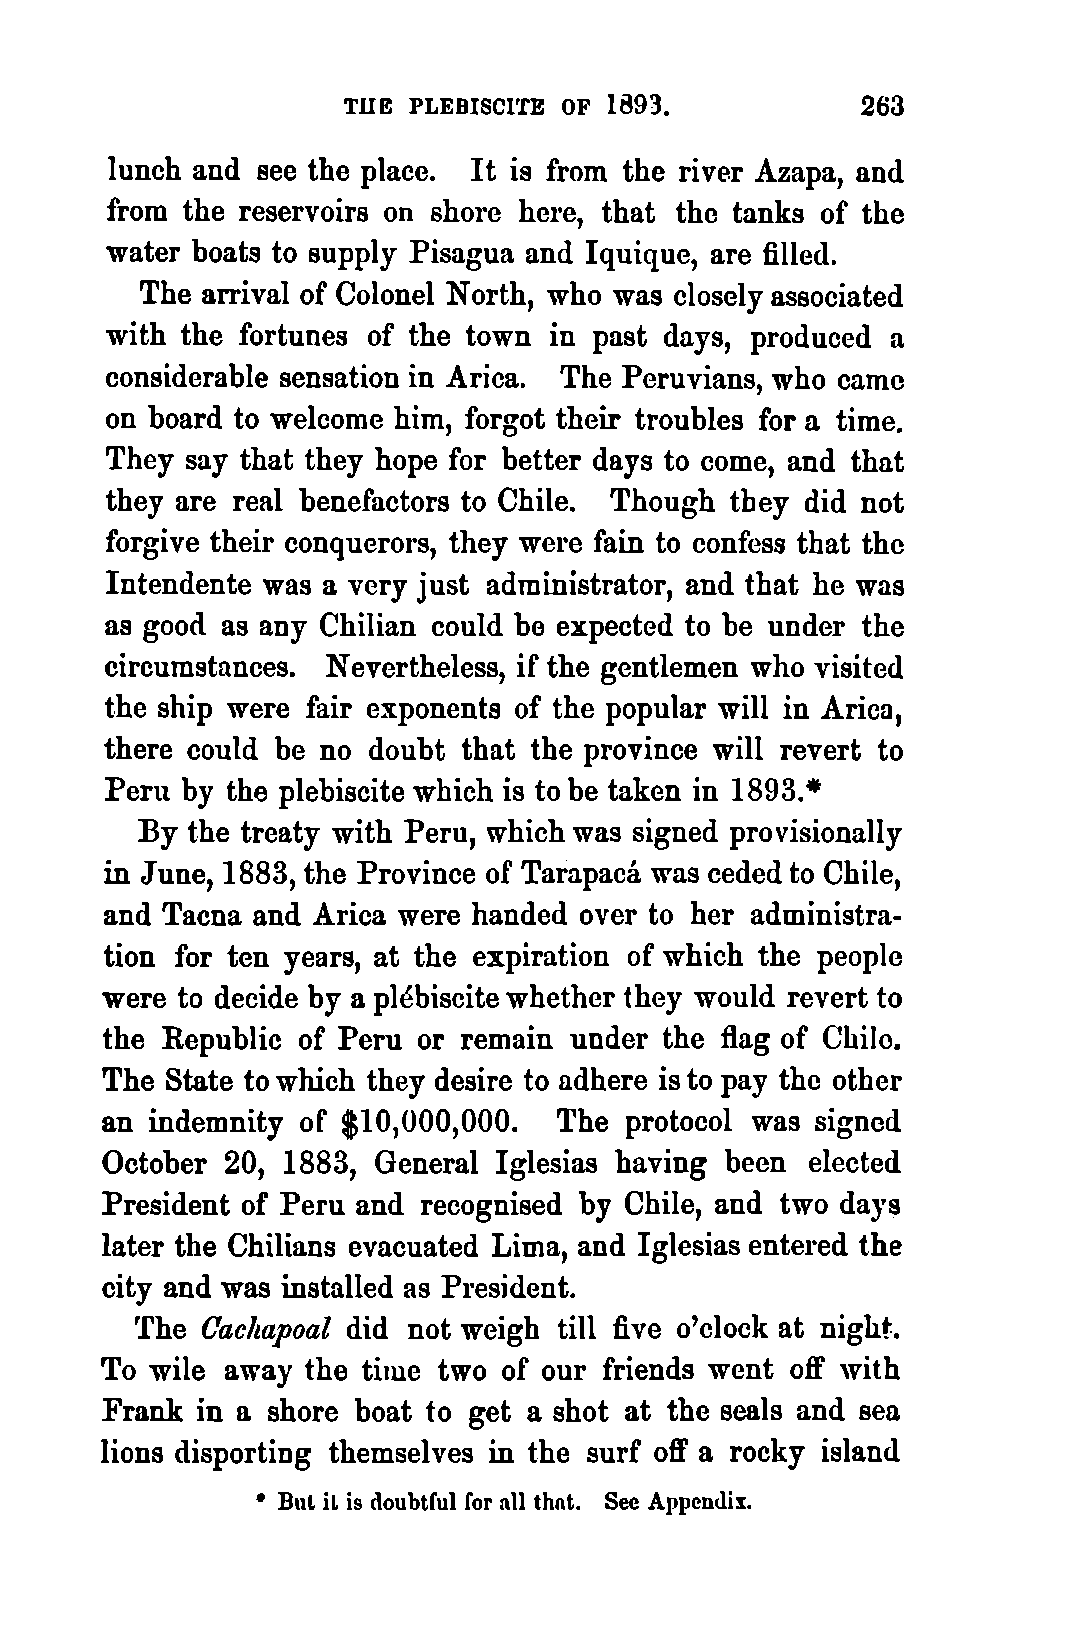 THE PLEBISCITE OF 1893. 263
lunch and see the place. It is from the river Azapa, and
from the reservoirs on shore here, that the tanks of the
water boats to supply Pisagua and Iquique, are filled.
The arrival of Colonel North, who was closely associated
with the fortunes of the town in past days, produced a
considerable sensation in Arica. The Peruvians, who came
on board to welcome him, forgot their troubles for a time.
They say that they hope for better days to come, and that
they are real benefactors to Chile. Though they did not
forgive their conquerors, they were fain to confess that the
Intendente was a very just administrator, and that he was
as good as any Chilian could be expected to be under the
circumstances. Nevertheless, if the gentlemen who visited
the ship were fair exponents of the popular will in Arica,
there could be no doubt that the province will revert to
Peru by the plebiscite which is to be taken in 1893.*
By the treaty with Peru, which was signed provisionally
in June, 1883, the Province of Tarapacá was ceded to Chile,
and Tacna and Arica were handed over to her administra-
tion for ten years, at the expiration of which the people
were to decide by a plébiscite whether they would revert to
the Republic of Peru or remain under the flag of Chile.
The State to which they desire to adhere is to pay the other
an indemnity of $10,000,000. The protocol was signed
October 20, 1883, General Iglesias having been elected
President of Peru and recognised by Chile, and two days
later the Chilians evacuated Lima, and Iglesias entered the
city and was installed as President.
The Cachapoal did not weigh till five o'clock at night.
To wile away the time two of our friends went off with
Frank in a shore boat to get a shot at the seals and sea
lions disporting themselves in the surf off a rocky island
* But it is doubtful for all that. See Appendix.